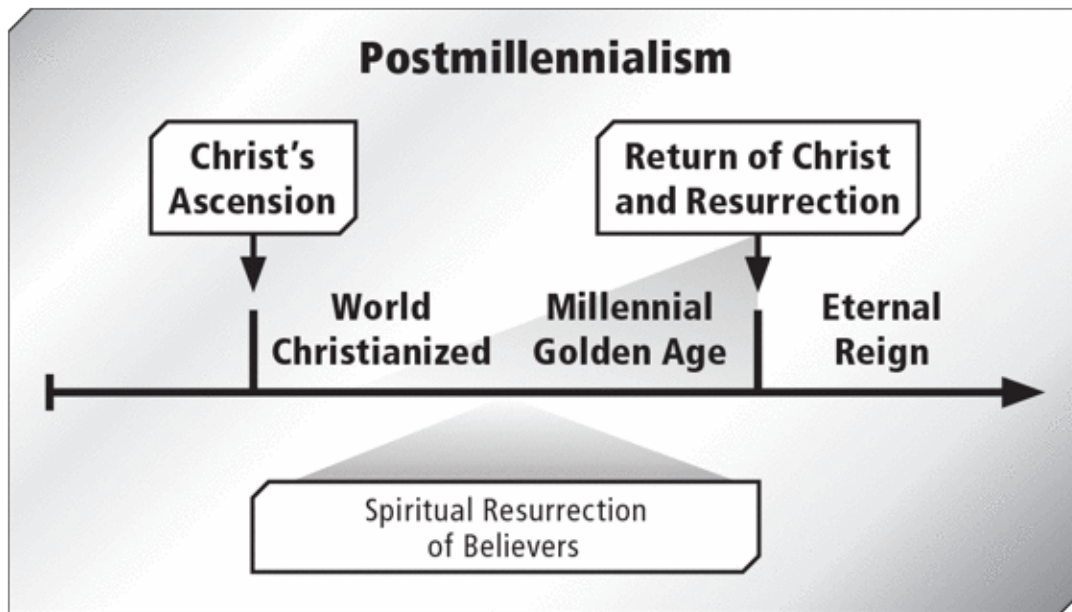 Postmillennialism
Christ's
Ascension
Return of Christ
and Resurrection
World
Christianized
Millennial
Golden Age
Eternal
Reign
Spiritual Resurrection
of Believers